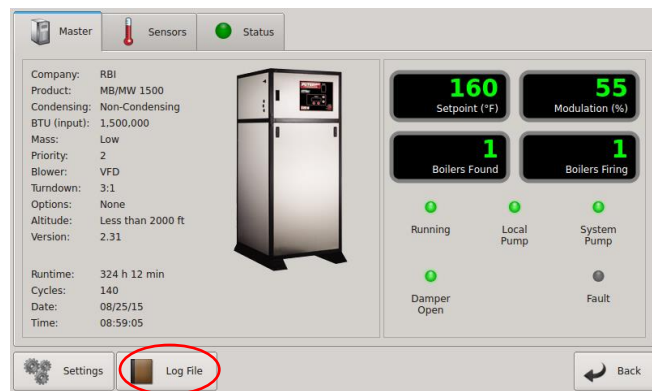 Master
Sensors
Status
Company: RBI
Product: MB/MW 1500
Condensing: Non-Condensing
BTU (input): 1,500,000
Mass: Low
Priority: 2
Blower: VFD
Turndown: 3:1
Options: None
Altitude: Less than 2000 ft
Version: 2.31
Runtime: 324 h 12 min
Cycles: 140
Date: 08/25/15
Time: 08:59:05
160
Setpoint (°F)
55
Modulation (%)
1
Boilers Found
1
Boilers Firing
Running
Local
Pump
System
Pump
Damper
Open
Fault
Settings
Log File
Back